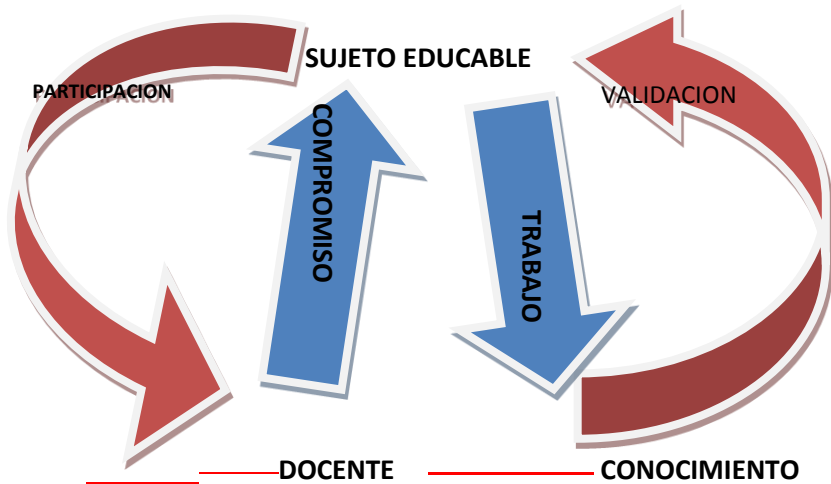 SUJETO EDUCABLE
PARTICIPACION
VALIDACION
COMPROMISO
TRABAJO
DOCENTE
CONOCIMIENTO